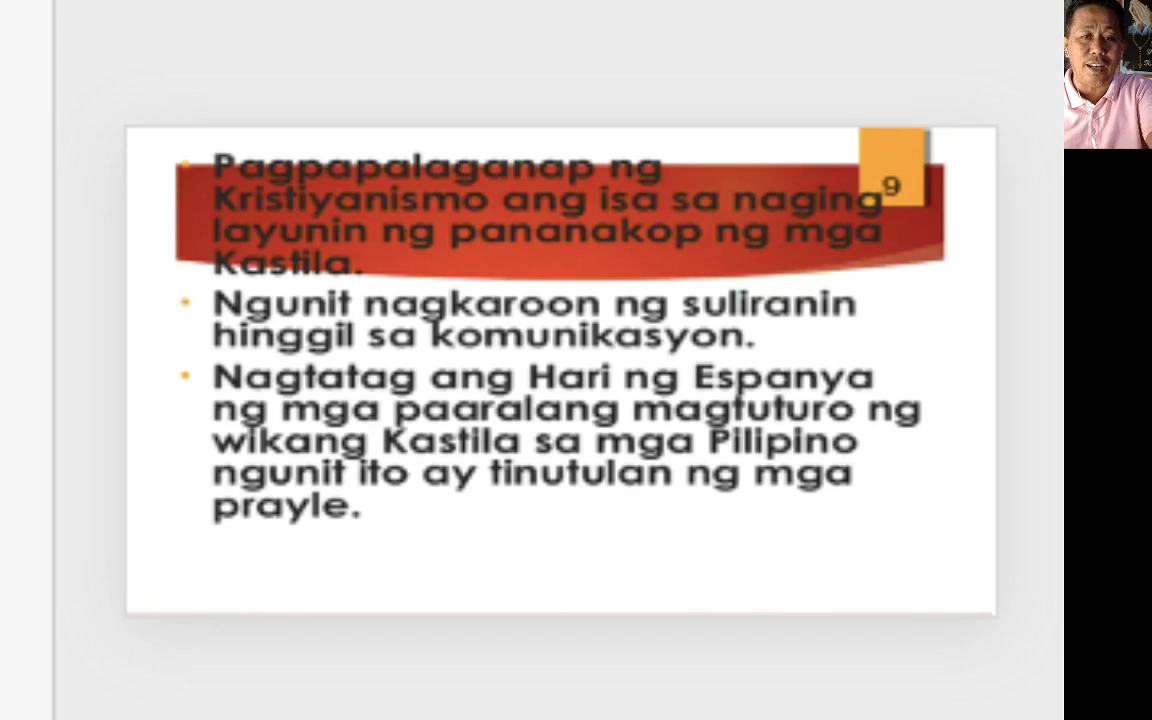 9
Pagpapalaganap ng
Kristiyanismo ang isa sa naging
layunin ng pananakop ng mga
Kastila.
Ngunit nagkaroon ng suliranin
hinggil sa komunikasyon.
Nagtatag ang Hari ng Espanya
ng mga paaralang magtuturo ng
wikang Kastila sa mga Pilipino
ngunit ito ay tinutulan ng mga
prayle.